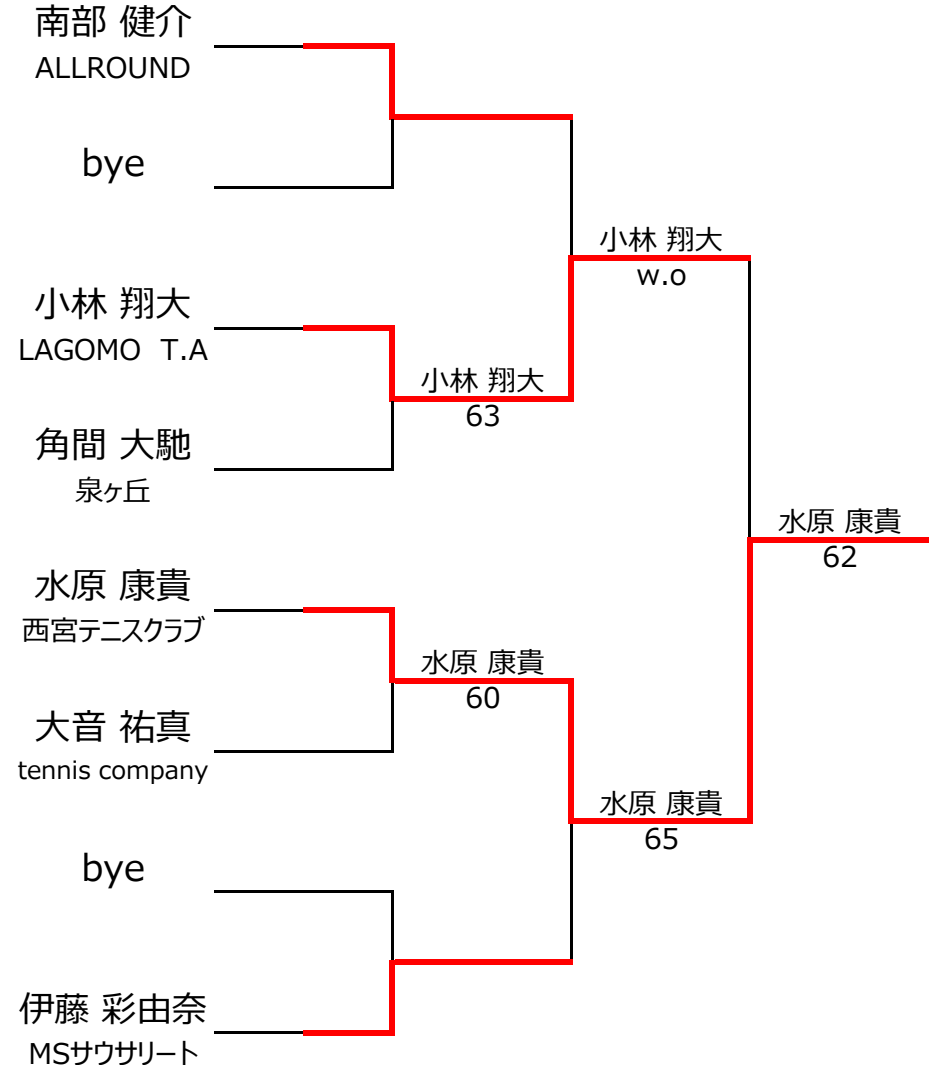 南部 健介
ALLROUND
bye
小林 翔大
LAGOMO T.A
角間 大馳
泉ヶ丘
水原 康貴
西宮テニスクラブ
大音 祐真
tennis company
bye
伊藤 彩由奈
MSサウサリート
小林 翔大
63
水原 康貴
60
小林 翔大
w.o
水原 康貴
65
水原 康貴
62